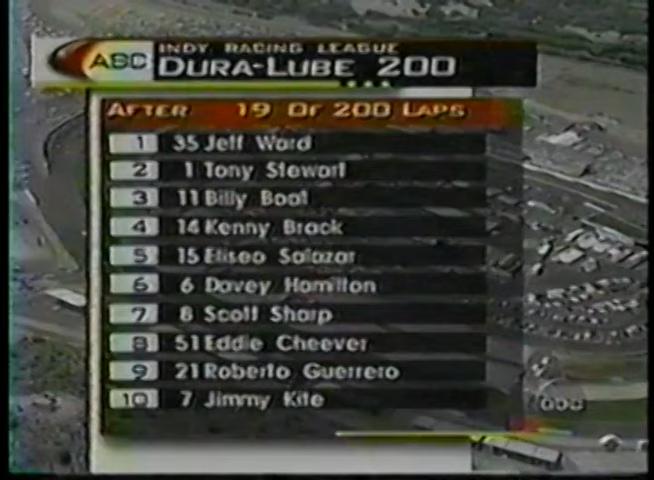 ABC
INDY RACING LEAGUE
DURA-LUBE 200
AFTER 19 OF 200 LAPS
1 35 Jeff Ward
2 1 Tony Stewart
3 11 Billy Boat
4 14 Kenny Brack
5 15 Eliseo Salazar
6 6 Davey Hamilton
7 8 Scott Sharp
8 51 Eddie Cheever
9 21 Roberto Guerrero
10 7 Jimmy Kite
abc